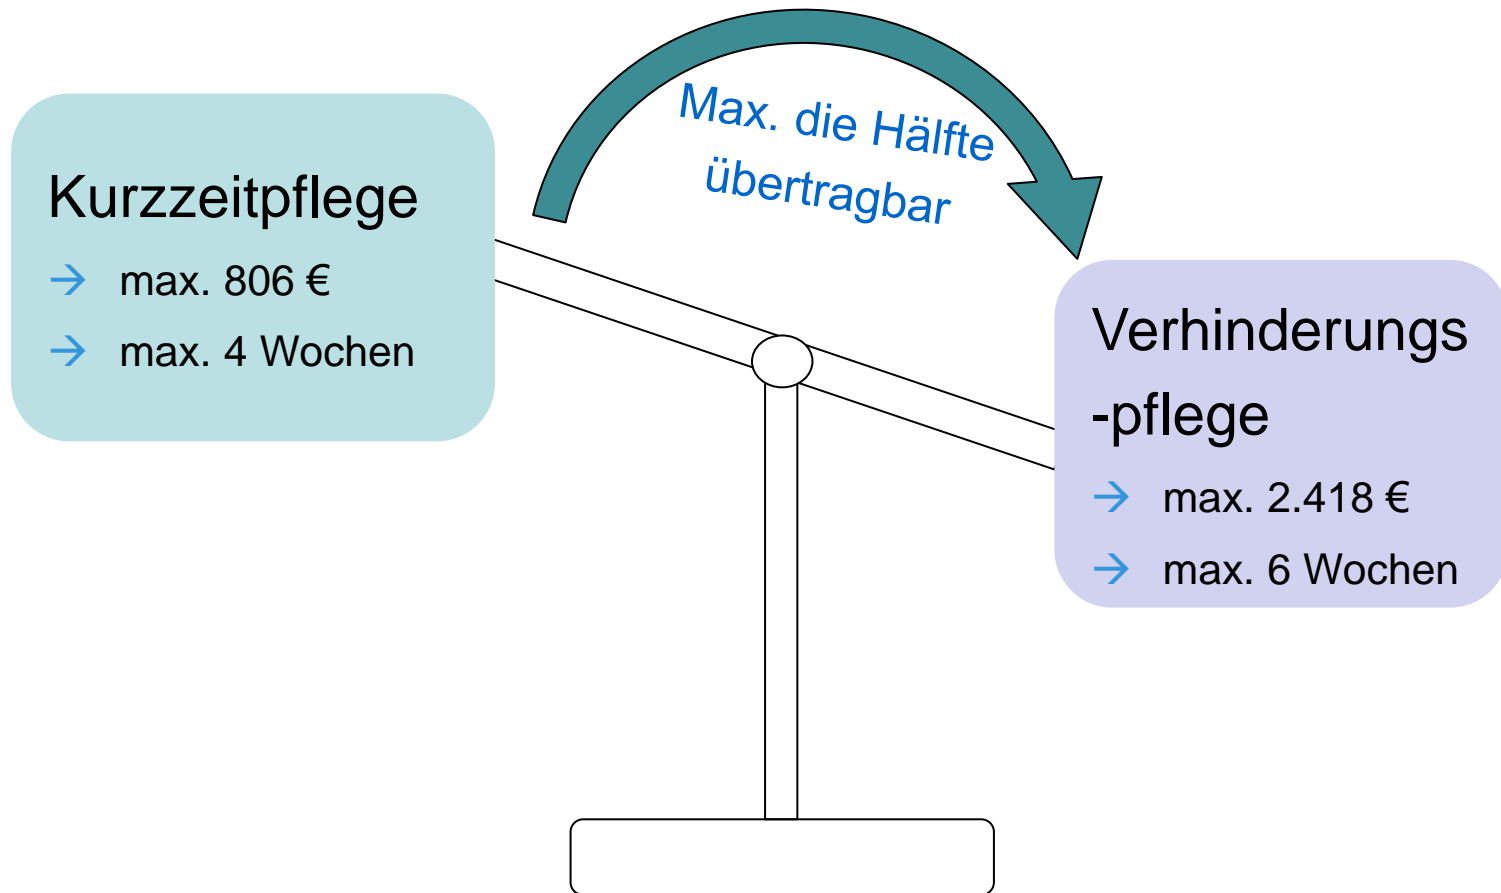 Max. die Hälfte
übertragbar
Kurzzeitpflege
→ max. 806 €
→ max. 4 Wochen
Verhinderungs
-pflege
→ max. 2.418 €
→ max. 6 Wochen